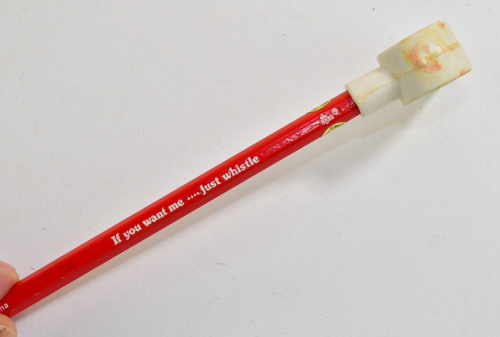 If you want me ....just whistle